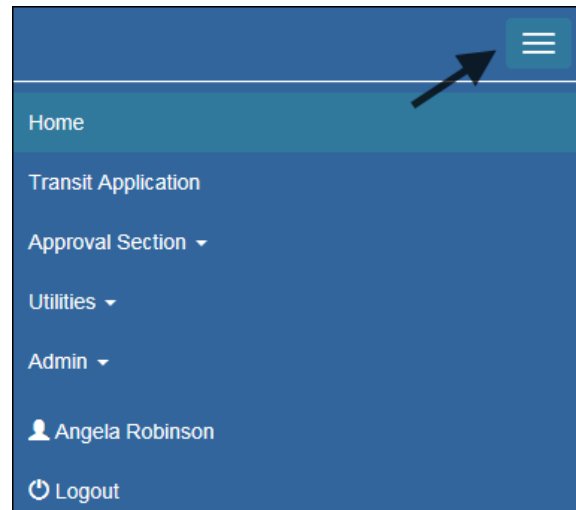 Home
Transit Application
Approval Section
Utilities
Admin
Angela Robinson
Logout